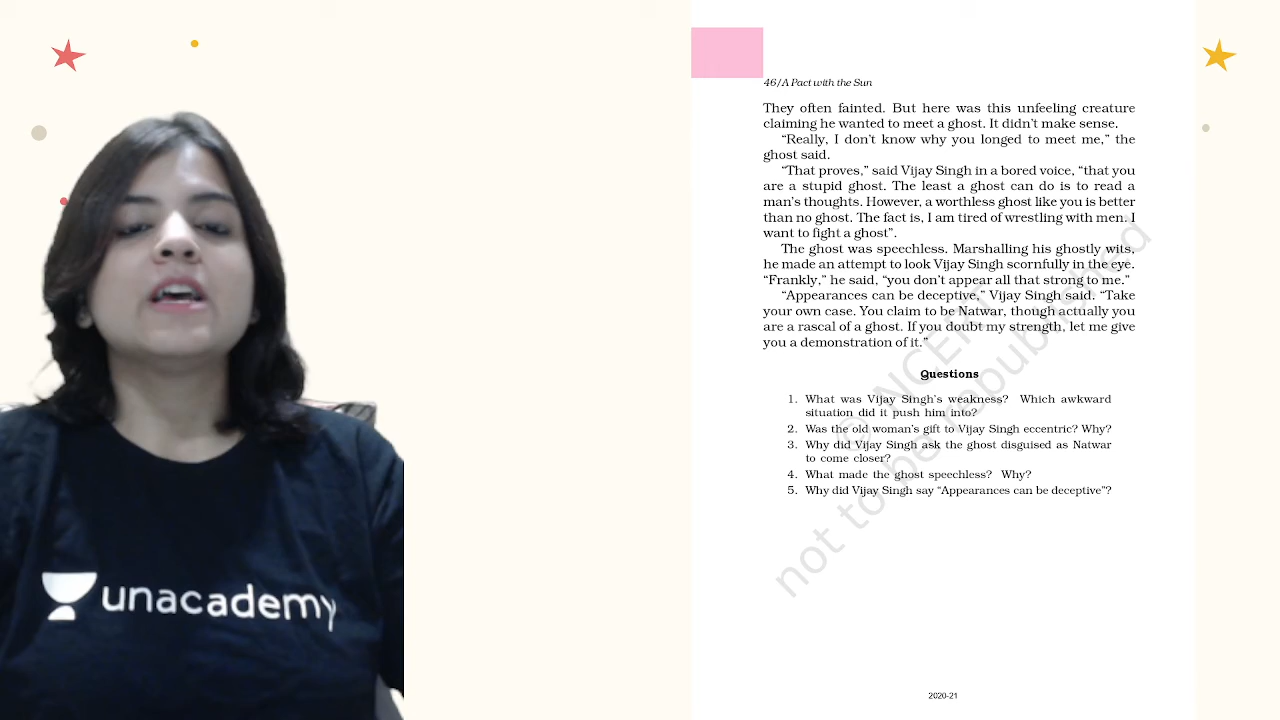 46/A Pact with the Sun
They often fainted. But here was this unfeeling creature
claiming he wanted to meet a ghost. It didn’t make sense.
“Really, I don’t know why you longed to meet me,” the
ghost said.
“That proves,” said Vijay Singh in a bored voice, “that you
are a stupid ghost. The least a ghost can do is to read a
man’s thoughts. However, a worthless ghost like you is better
than no ghost. The fact is, I am tired of wrestling with men. I
want to fight a ghost”.
The ghost was speechless. Marshalling his ghostly wits,
he made an attempt to look Vijay Singh scornfully in the eye.
“Frankly,” he said, “you don’t appear all that strong to me.”
“Appearances can be deceptive,” Vijay Singh said. “Take
your own case. You claim to be Natwar, though actually you
are a rascal of a ghost. If you doubt my strength, let me give
you a demonstration of it.”
Questions
1. What was Vijay Singh’s weakness? Which awkward
situation did it push him into?
2. Was the old woman’s gift to Vijay Singh eccentric? Why?
3. Why did Vijay Singh ask the ghost disguised as Natwar
to come closer?
4. What made the ghost speechless? Why?
5. Why did Vijay Singh say “Appearances can be deceptive”?
© NCERT
not to be republished
2020-21
unacademy